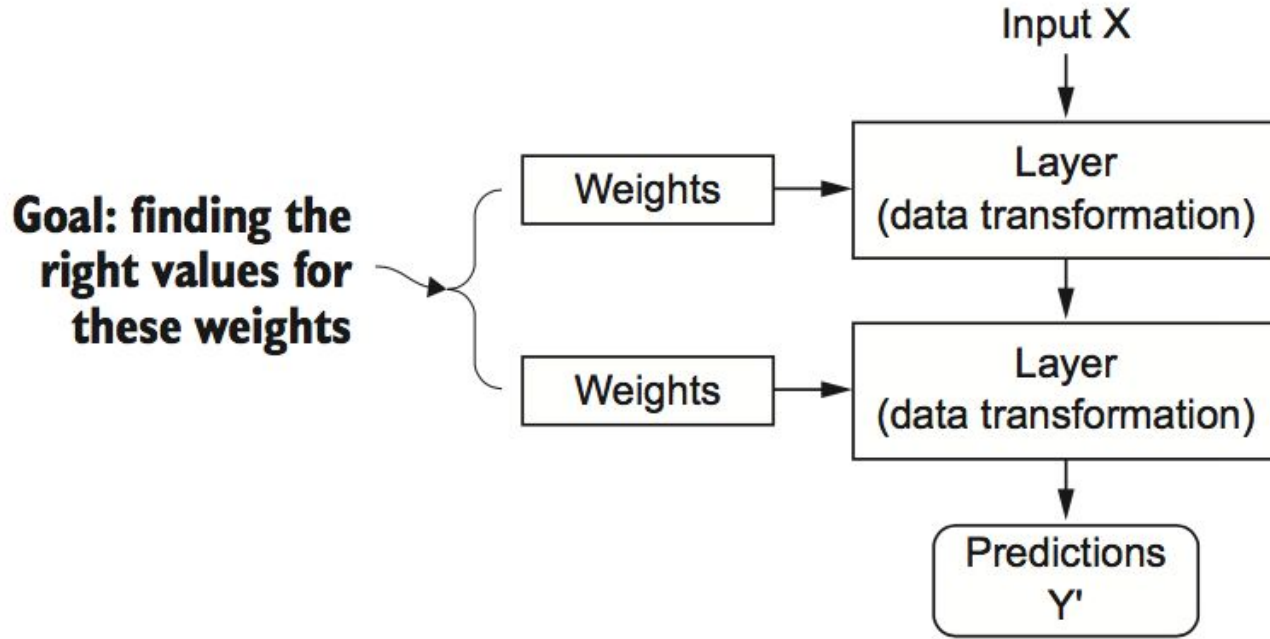 Input X
Layer
(data transformation)
Weights
Goal: finding the
right values for
these weights
Weights
Layer
(data transformation)
Predictions
Y'